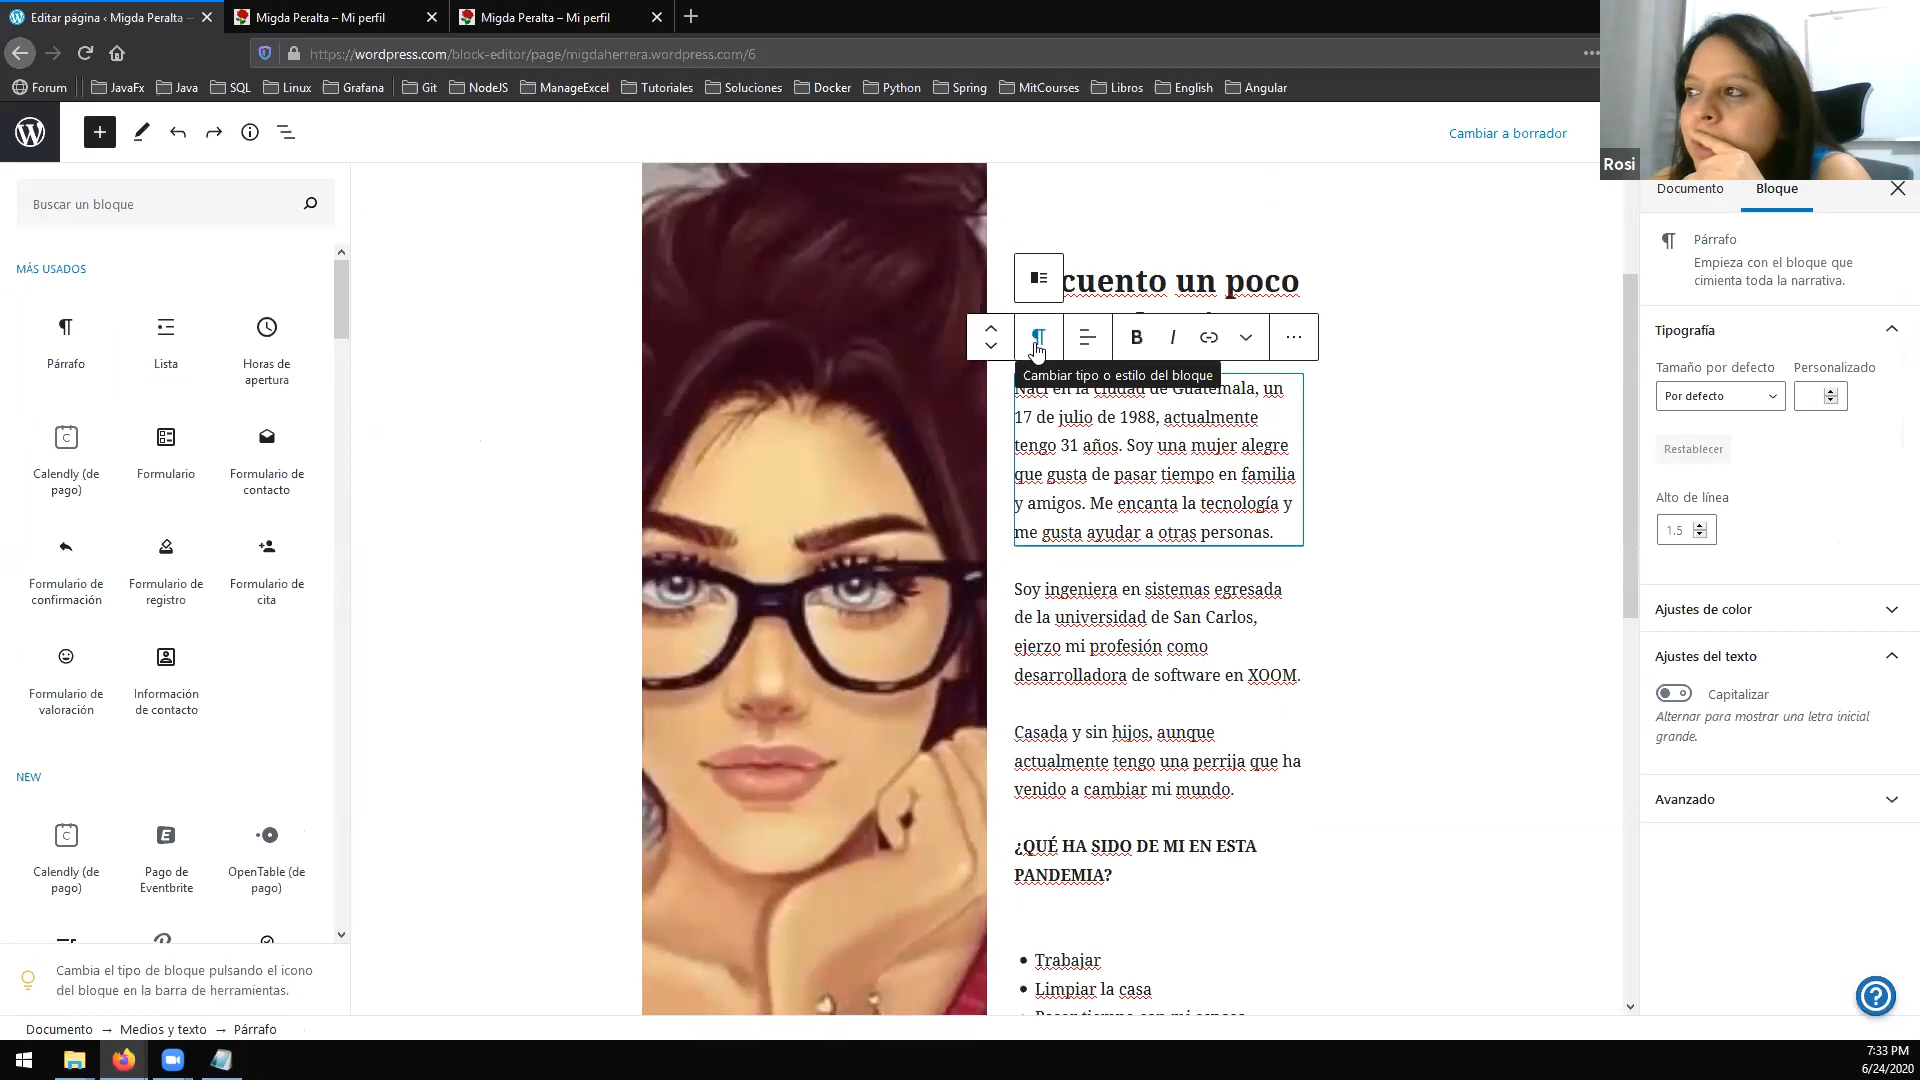 Editar página ‹ Migda Peralta —
Migda Peralta – Mi perfil
Migda Peralta – Mi perfil
https://wordpress.com/block-editor/page/migdaherrera.wordpress.com/6
Forum
JavaFx
Java
SQL
Linux
Grafana
Git
NodeJS
ManageExcel
Tutoriales
Soluciones
Docker
Python
Spring
MitCourses
Libros
English
Angular
Cambiar a borrador
Rosi
Buscar un bloque
MÁS USADOS
Párrafo
Lista
Horas de apertura
Calendly (de pago)
Formulario
Formulario de contacto
Formulario de confirmación
Formulario de registro
Formulario de cita
Formulario de valoración
Información de contacto
NEW
Calendly (de pago)
Pago de Eventbrite
OpenTable (de pago)
Cambia el tipo de bloque pulsando el icono
del bloque en la barra de herramientas.
cuento un poco
B I
Cambiar tipo o estilo del bloque
Nací en la ciudad de Guatemala, un
17 de julio de 1988, actualmente
tengo 31 años. Soy una mujer alegre
que gusta de pasar tiempo en familia
y amigos. Me encanta la tecnología y
me gusta ayudar a otras personas.
Soy ingeniera en sistemas egresada
de la universidad de San Carlos,
ejerzo mi profesión como
desarrolladora de software en XOOM.
Casada y sin hijos, aunque
actualmente tengo una perrija que ha
venido a cambiar mi mundo.
¿QUÉ HA SIDO DE MI EN ESTA
PANDEMIA?
Trabajar
Limpiar la casa
Documento
Bloque
Párrafo
Empieza con el bloque que
cimienta toda la narrativa.
Tipografía
Tamaño por defecto
Personalizado
Por defecto
Restablecer
Alto de línea
1.5
Ajustes de color
Ajustes del texto
Capitalizar
Alternar para mostrar una letra inicial
grande.
Avanzado
Documento → Medios y texto → Párrafo
7:33 PM
6/24/2020